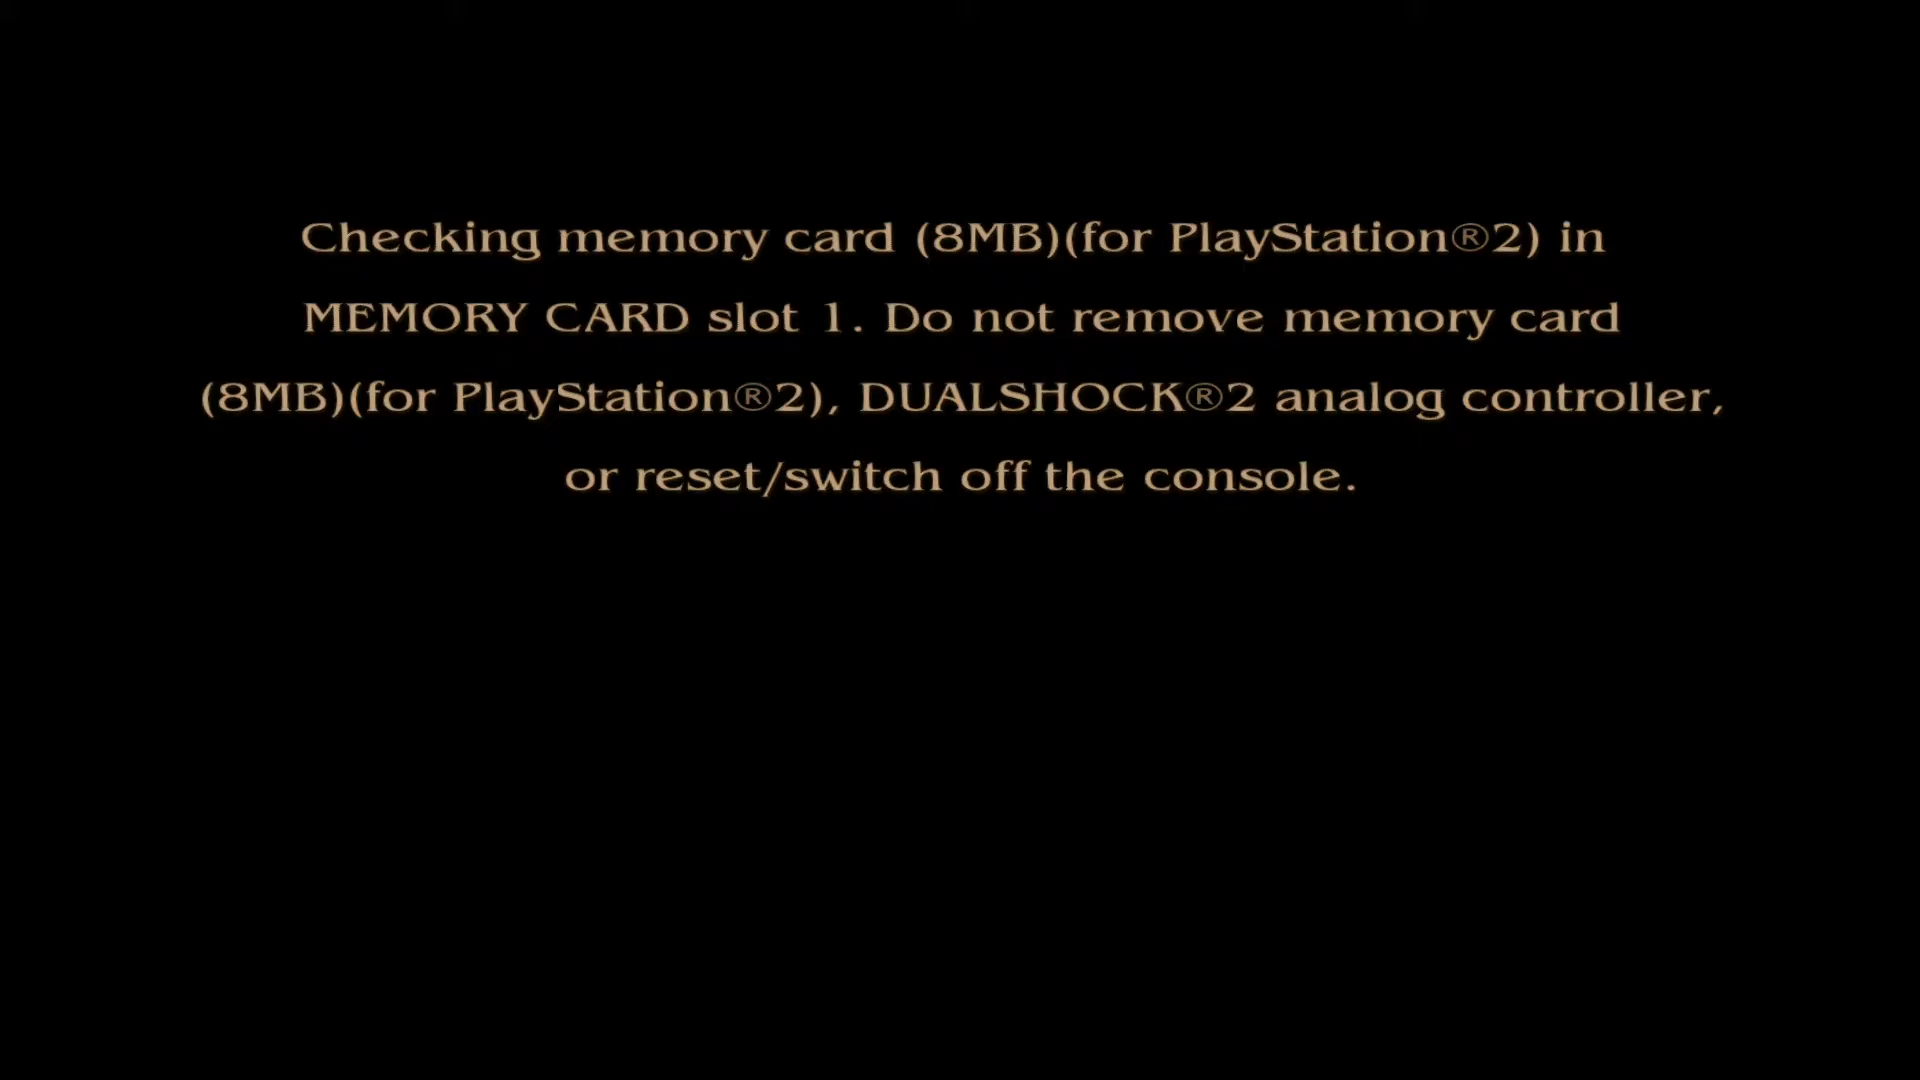 Checking memory card (8MB)(for PlayStation®2) in
MEMORY CARD slot 1. Do not remove memory card
(8MB)(for PlayStation®2), DUALSHOCK®2 analog controller,
or reset/switch off the console.